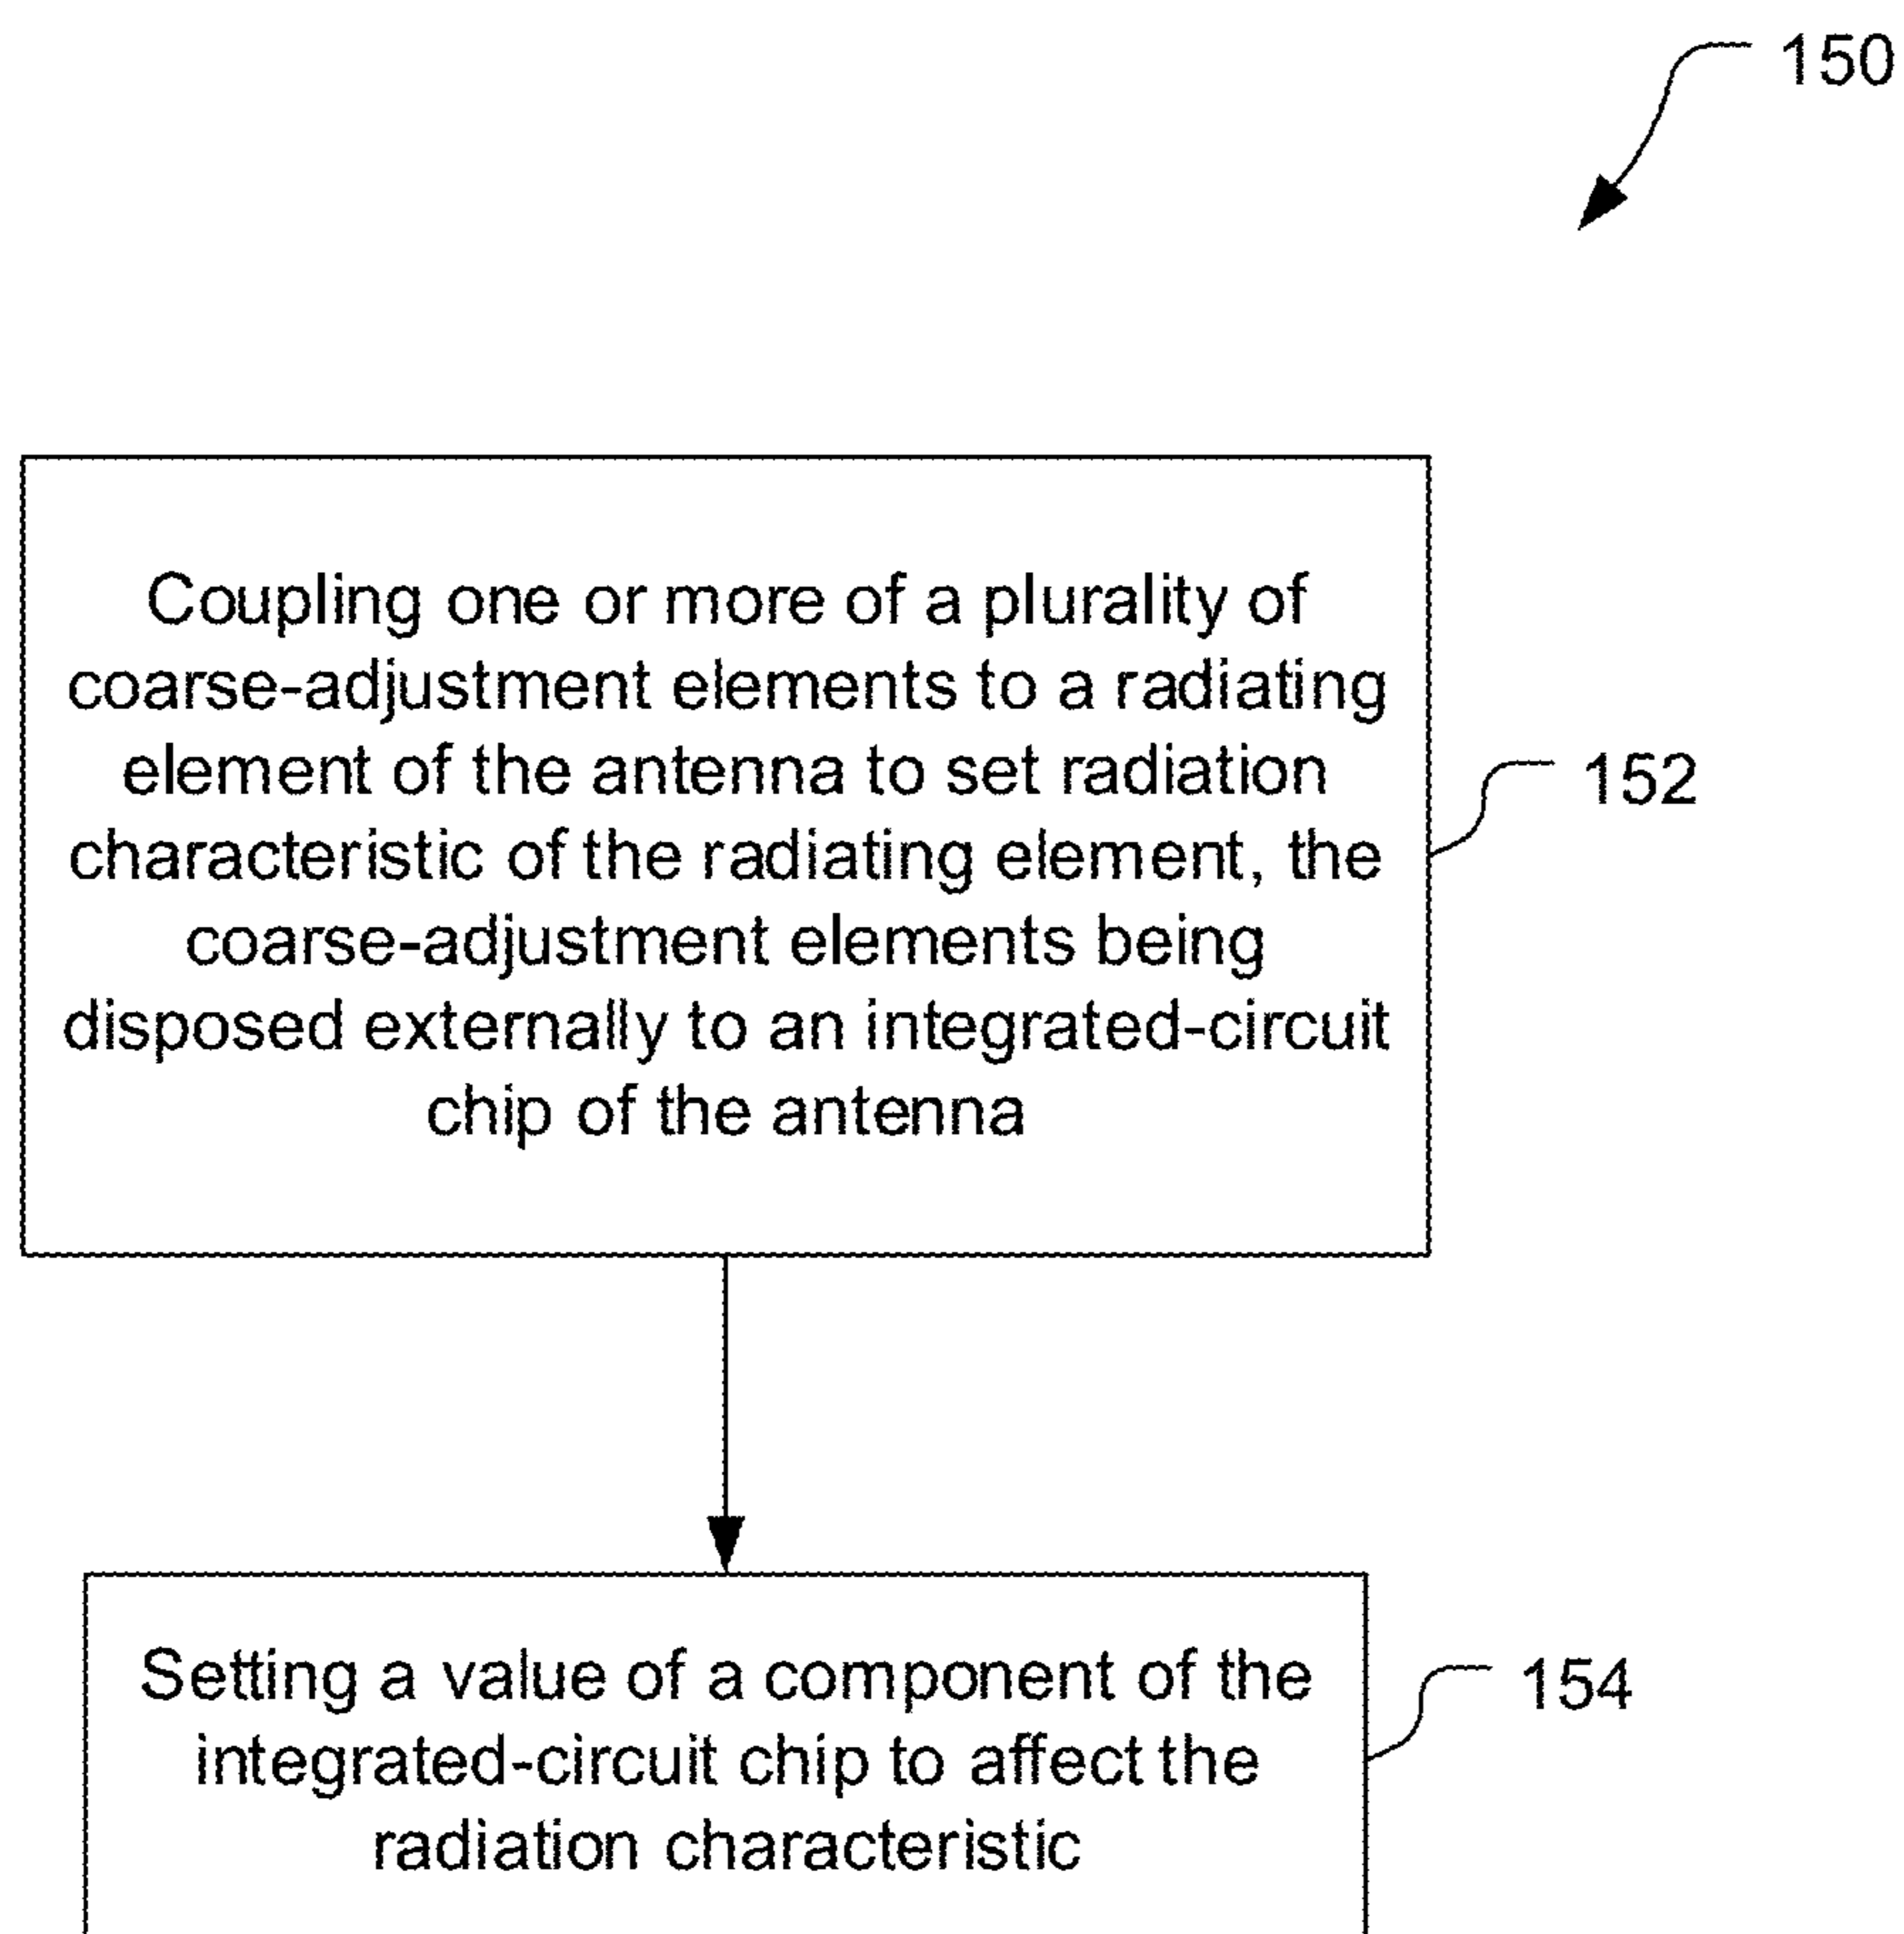 150
Coupling one or more of a plurality of
coarse-adjustment elements to a radiating
element of the antenna to set radiation
characteristic of the radiating element, the
coarse-adjustment elements being
disposed externally to an integrated-circuit
chip of the antenna
152
Setting a value of a component of the
integrated-circuit chip to affect the
radiation characteristic
154